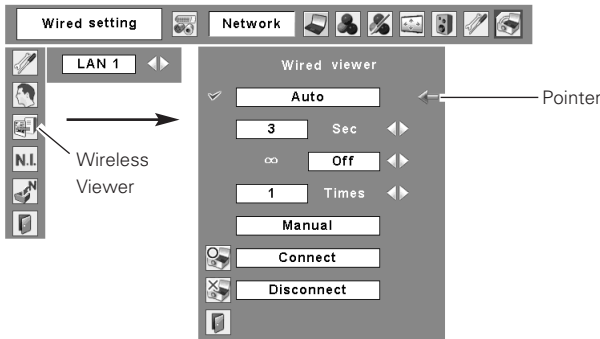 Wired setting
Network
LAN 1
Wired viewer
Auto
Pointer
3 Sec
∞ Off
N.I.
Wireless
Viewer
1 Times
N
Manual
Connect
Disconnect